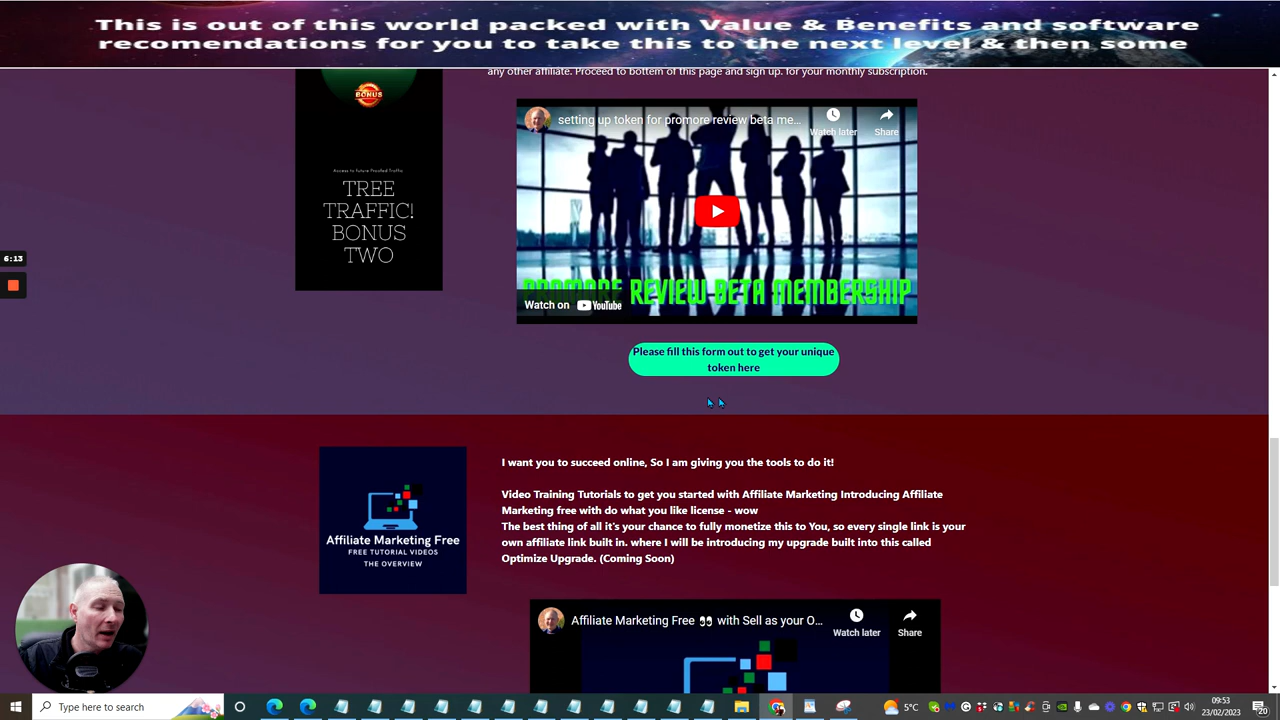 This is out of this world packed with Value & Benefits and software
recomendations for you to take this to the next level & then some
any other affiliate. Proceed to bottom of this page and sign up. for your monthly subscription.
BONUS
Access to future Proofed Traffic
TREE
TRAFFIC!
BONUS
TWO
setting up token for promore review beta me...
Watch later
Share
PROMORE REVIEW BETA MEMBERSHIP
Watch on YouTube
Please fill this form out to get your unique
token here
6:13
I want you to succeed online, So I am giving you the tools to do it!
Video Training Tutorials to get you started with Affiliate Marketing Introducing Affiliate
Marketing free with do what you like license - wow
The best thing of all it's your chance to fully monetize this to You, so every single link is your
own affiliate link built in. where I will be introducing my upgrade built into this called
Optimize Upgrade. (Coming Soon)
Affiliate Marketing Free
FREE TUTORIAL VIDEOS
THE OVERVIEW
Affiliate Marketing Free 👀 with Sell as your O...
Watch later
Share
Type here to search
5°C
09:53
23/02/2023
20